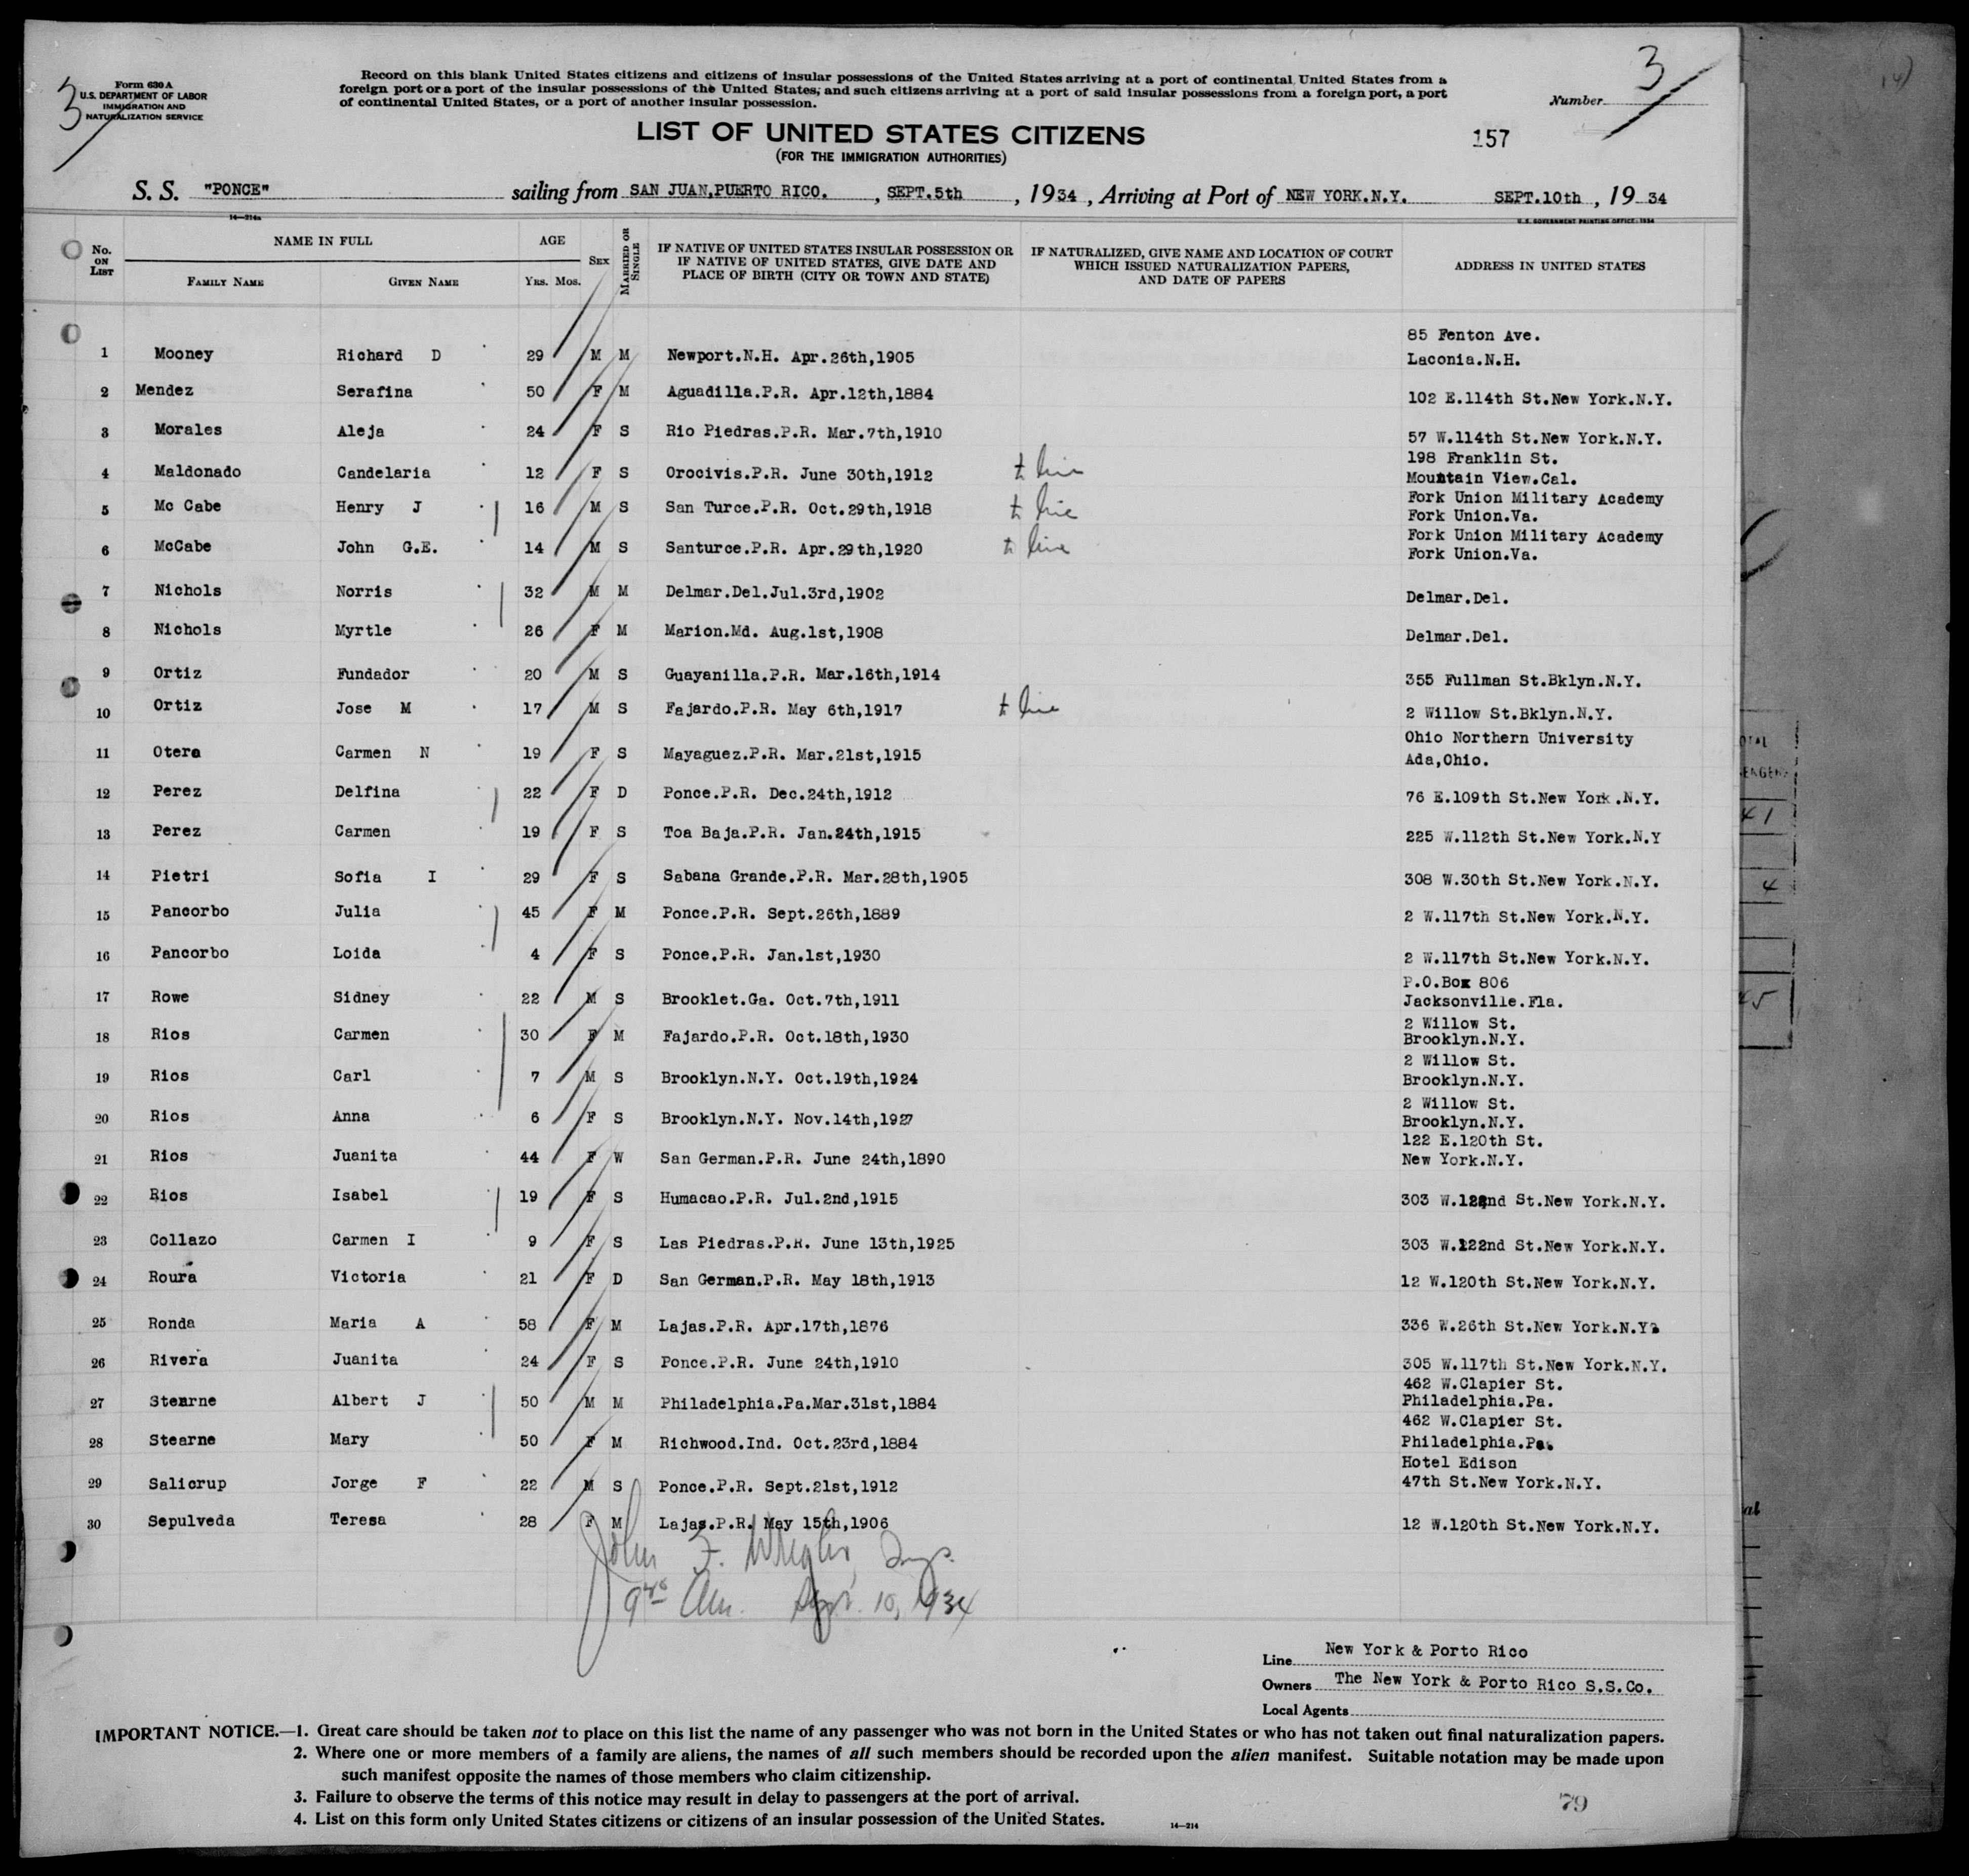 Form 630 A
U.S. DEPARTMENT OF LABOR
IMMIGRATION AND
NATURALIZATION SERVICE
3
Record on this blank United States citizens and citizens of insular possessions of the United States arriving at a port of continental United States from a
foreign port or a port of the insular possessions of the United States; and such citizens arriving at a port of said insular possessions from a foreign port, a port
of continental United States, or a port of another insular possession.
Number 3
LIST OF UNITED STATES CITIZENS
(FOR THE IMMIGRATION AUTHORITIES)
157
S. S. "PONCE" sailing from SAN JUAN,PUERTO RICO. , SEPT.5th , 1934 , Arriving at Port of NEW YORK.N.Y. SEPT.10th , 19 34
14—214a
U.S. GOVERNMENT PRINTING OFFICE: 1934
No. ON LIST
NAME IN FULL
FAMILY NAME GIVEN NAME
AGE
YRS. MOS.
SEX
MARRIED OR SINGLE
IF NATIVE OF UNITED STATES INSULAR POSSESSION OR
IF NATIVE OF UNITED STATES, GIVE DATE AND
PLACE OF BIRTH (CITY OR TOWN AND STATE)
IF NATURALIZED, GIVE NAME AND LOCATION OF COURT
WHICH ISSUED NATURALIZATION PAPERS,
AND DATE OF PAPERS
ADDRESS IN UNITED STATES
85 Fenton Ave.
1 Mooney Richard D 29 M M Newport.N.H. Apr.26th,1905 Laconia.N.H.
2 Mendez Serafina 50 F M Aguadilla.P.R. Apr.12th,1884 102 E.114th St.New York.N.Y.
3 Morales Aleja 24 F S Rio Piedras.P.R. Mar.7th,1910 57 W.114th St.New York.N.Y.
198 Franklin St.
4 Maldonado Candelaria 12 F S Orocivis.P.R. June 30th,1912 to live Mountain View.Cal.
Fork Union Military Academy
5 Mc Cabe Henry J 16 M S San Turce.P.R. Oct.29th,1918 to live Fork Union.Va.
Fork Union Military Academy
6 McCabe John G.E. 14 M S Santurce.P.R. Apr.29th,1920 to live Fork Union.Va.
7 Nichols Norris 32 M M Delmar.Del.Jul.3rd,1902 Delmar.Del.
8 Nichols Myrtle 26 F M Marion.Md. Aug.1st,1908 Delmar.Del.
9 Ortiz Fundador 20 M S Guayanilla.P.R. Mar.16th,1914 355 Fullman St.Bklyn.N.Y.
10 Ortiz Jose M 17 M S Fajardo.P.R. May 6th,1917 to live 2 Willow St.Bklyn.N.Y.
Ohio Northern University
11 Otero Carmen N 19 F S Mayaguez.P.R. Mar.21st,1915 Ada,Ohio.
12 Perez Delfina 22 F D Ponce.P.R. Dec.24th,1912 76 E.109th St.New York.N.Y.
13 Perez Carmen 19 F S Toa Baja.P.R. Jan.24th,1915 225 W.112th St.New York.N.Y
14 Pietri Sofia I 29 F S Sabana Grande.P.R. Mar.28th,1905 308 W.30th St.New York.N.Y.
15 Pancorbo Julia 45 F M Ponce.P.R. Sept.26th,1889 2 W.117th St.New York.N.Y.
16 Pancorbo Loida 4 F S Ponce.P.R. Jan.1st,1930 2 W.117th St.New York.N.Y.
P.O.Box 806
17 Rowe Sidney 22 M S Brooklet.Ga. Oct.7th,1911 Jacksonville.Fla.
2 Willow St.
18 Rios Carmen 30 F M Fajardo.P.R. Oct.18th,1930 Brooklyn.N.Y.
2 Willow St.
19 Rios Carl 7 M S Brooklyn.N.Y. Oct.19th,1924 Brooklyn.N.Y.
2 Willow St.
20 Rios Anna 6 F S Brooklyn.N.Y. Nov.14th,1927 Brooklyn.N.Y.
122 E.120th St.
21 Rios Juanita 44 F W San German.P.R. June 24th,1890 New York.N.Y.
22 Rios Isabel 19 F S Humacao.P.R. Jul.2nd,1915 303 W.122nd St.New York.N.Y.
23 Collazo Carmen I 9 F S Las Piedras.P.R. June 13th,1925 303 W.122nd St.New York.N.Y.
24 Roura Victoria 21 F D San German.P.R. May 18th,1913 12 W.120th St.New York.N.Y.
25 Ronda Maria A 58 F M Lajas.P.R. Apr.17th,1876 336 W.26th St.New York.N.Y.
26 Rivera Juanita 24 F S Ponce.P.R. June 24th,1910 305 W.117th St.New York.N.Y.
462 W.Clapier St.
27 Stearne Albert J 50 M M Philadelphia.Pa.Mar.31st,1884 Philadelphia.Pa.
462 W.Clapier St.
28 Stearne Mary 50 F M Richwood.Ind. Oct.23rd,1884 Philadelphia.Pa.
Hotel Edison
29 Salicrup Jorge F 22 M S Ponce.P.R. Sept.21st,1912 47th St.New York.N.Y.
30 Sepulveda Teresa 28 F M Lajas.P.R. May 15th,1906 12 W.120th St.New York.N.Y.
John F. Insp.
9 Am. Sept. 10, 1934
Line New York & Porto Rico
Owners The New York & Porto Rico S.S.Co.
Local Agents
IMPORTANT NOTICE.—1. Great care should be taken not to place on this list the name of any passenger who was not born in the United States or who has not taken out final naturalization papers.
2. Where one or more members of a family are aliens, the names of all such members should be recorded upon the alien manifest. Suitable notation may be made upon
such manifest opposite the names of those members who claim citizenship.
3. Failure to observe the terms of this notice may result in delay to passengers at the port of arrival.
4. List on this form only United States citizens or citizens of an insular possession of the United States.
14—214
79
41
4
45